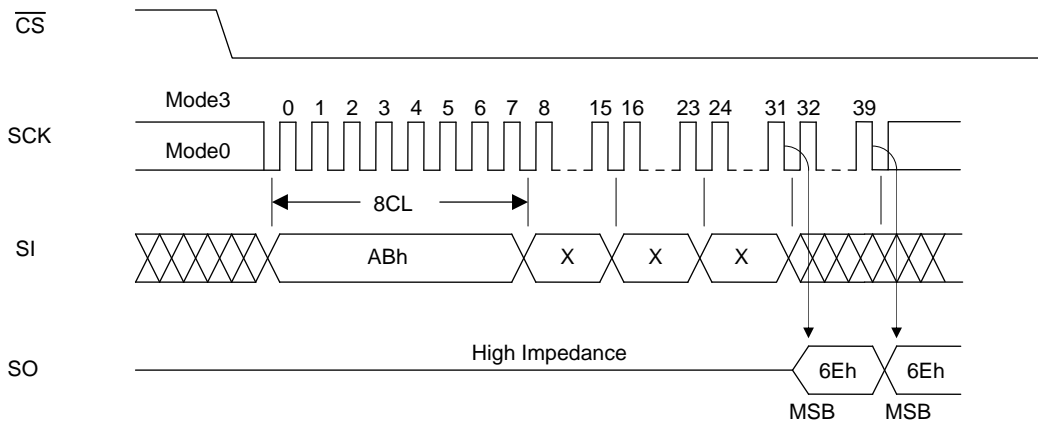 CS
Mode3
0 1 2 3 4 5 6 7 8 15 16 23 24 31 32 39
SCK
Mode0
8CL
SI
ABh X X X
High Impedance
SO
6Eh 6Eh
MSB MSB